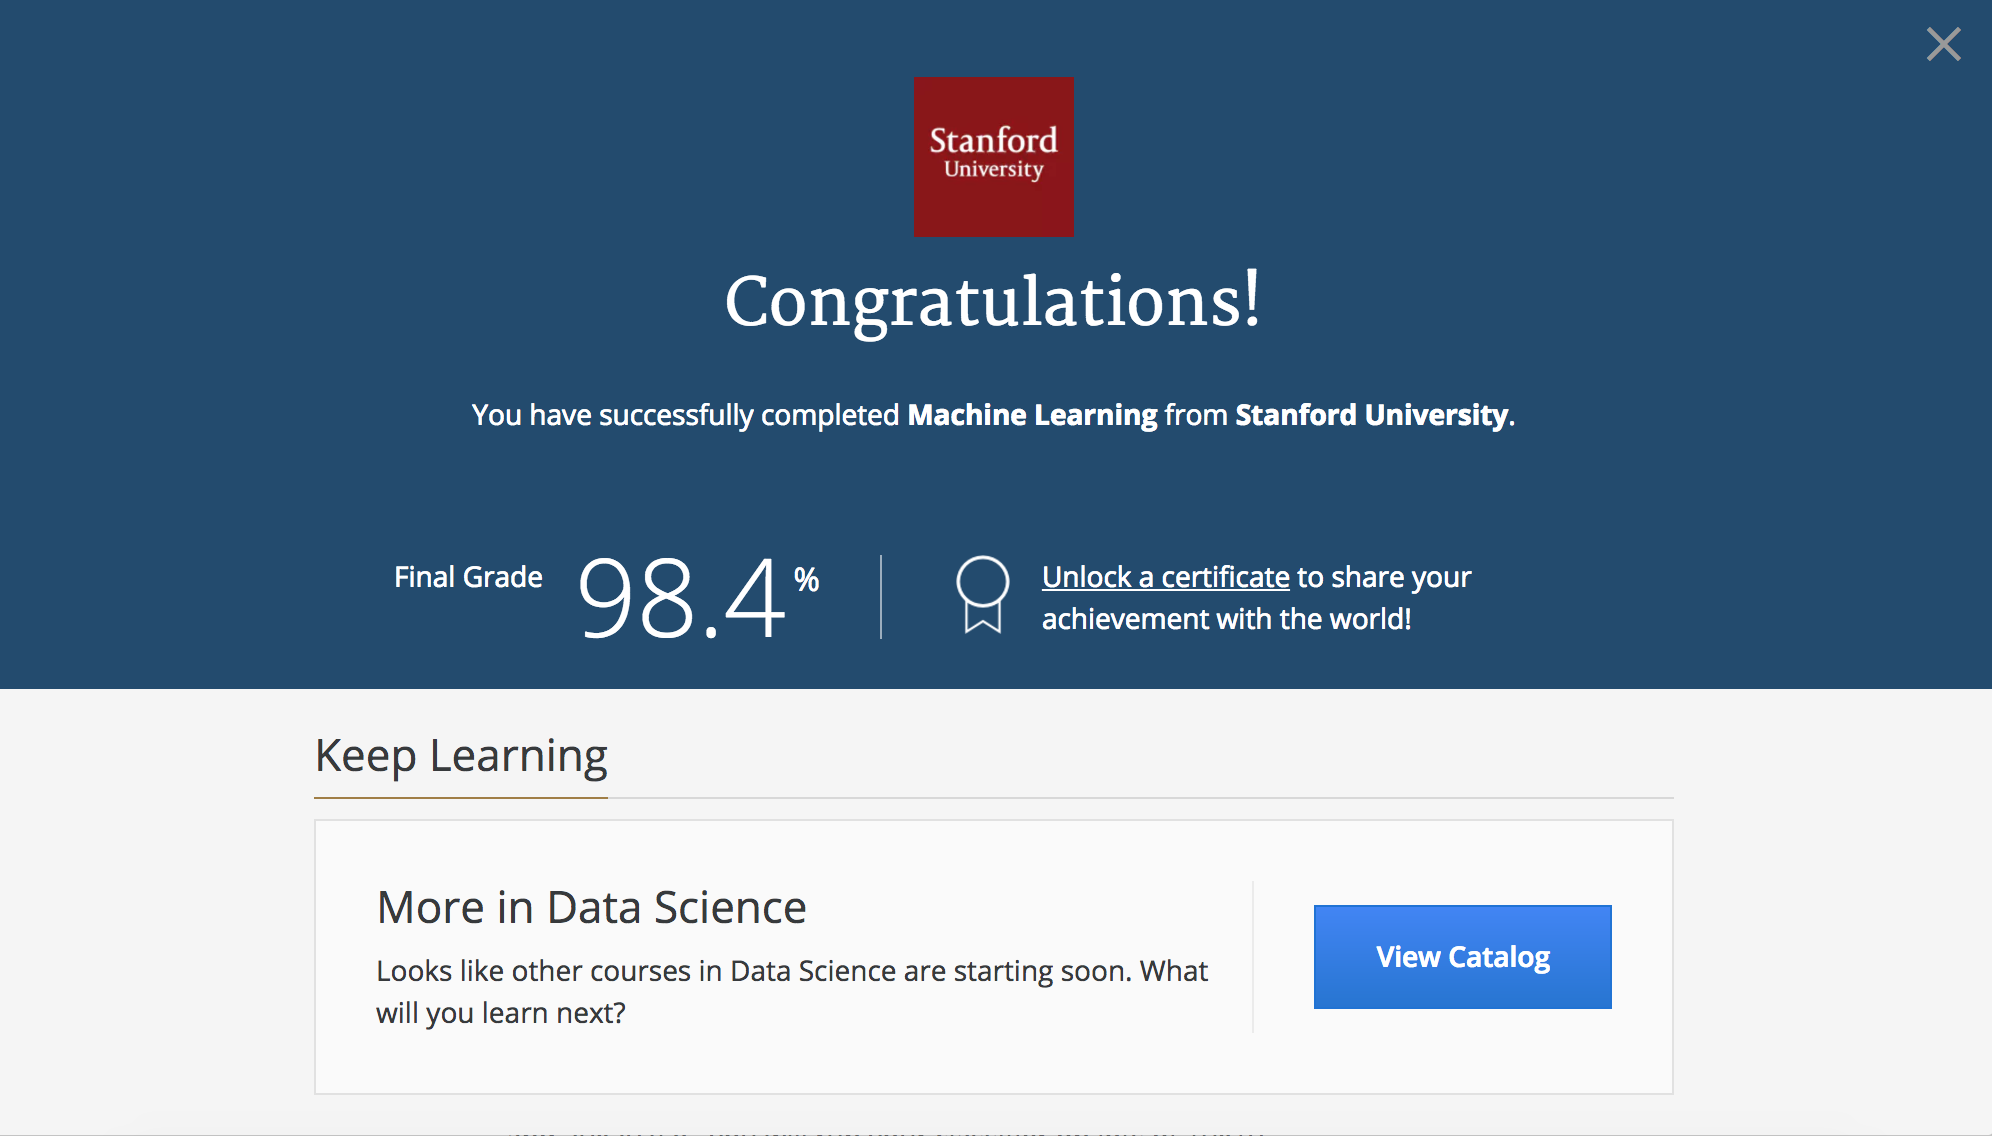 Stanford
University
Congratulations!
You have successfully completed Machine Learning from Stanford University.
Final Grade 98.4 %
Unlock a certificate to share your
achievement with the world!
Keep Learning
More in Data Science
Looks like other courses in Data Science are starting soon. What
will you learn next?
View Catalog